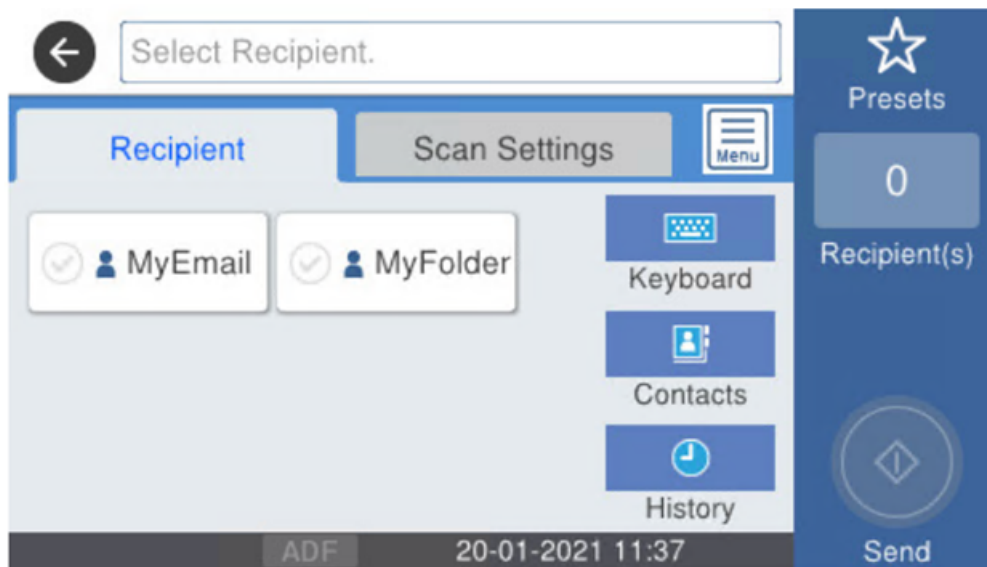 Select Recipient.
Presets
Recipient
Scan Settings
Menu
0
Recipient(s)
MyEmail
MyFolder
Keyboard
Contacts
History
ADF
20-01-2021 11:37
Send